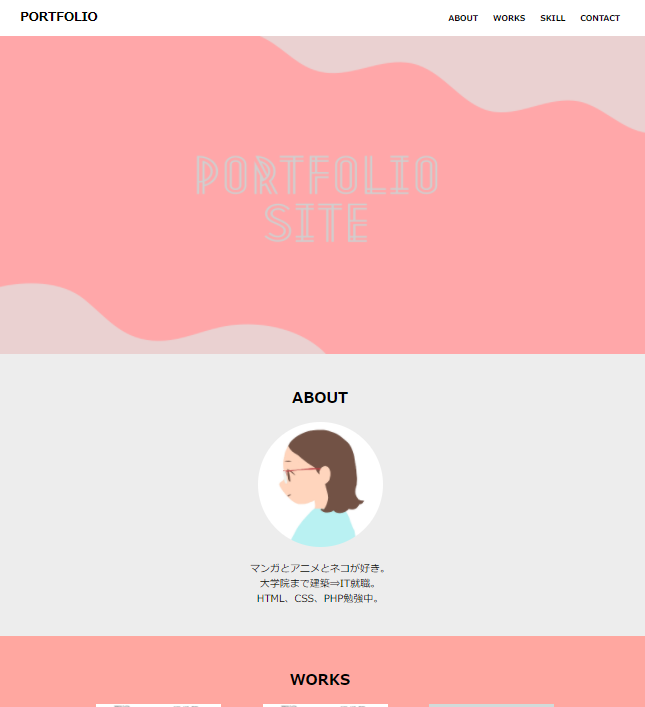 PORTFOLIO
ABOUT WORKS SKILL CONTACT
PORTFOLIO
SITE
ABOUT
マンガとアニメとネコが好き。
大学院まで建築⇒IT就職。
HTML、CSS、PHP勉強中。
WORKS